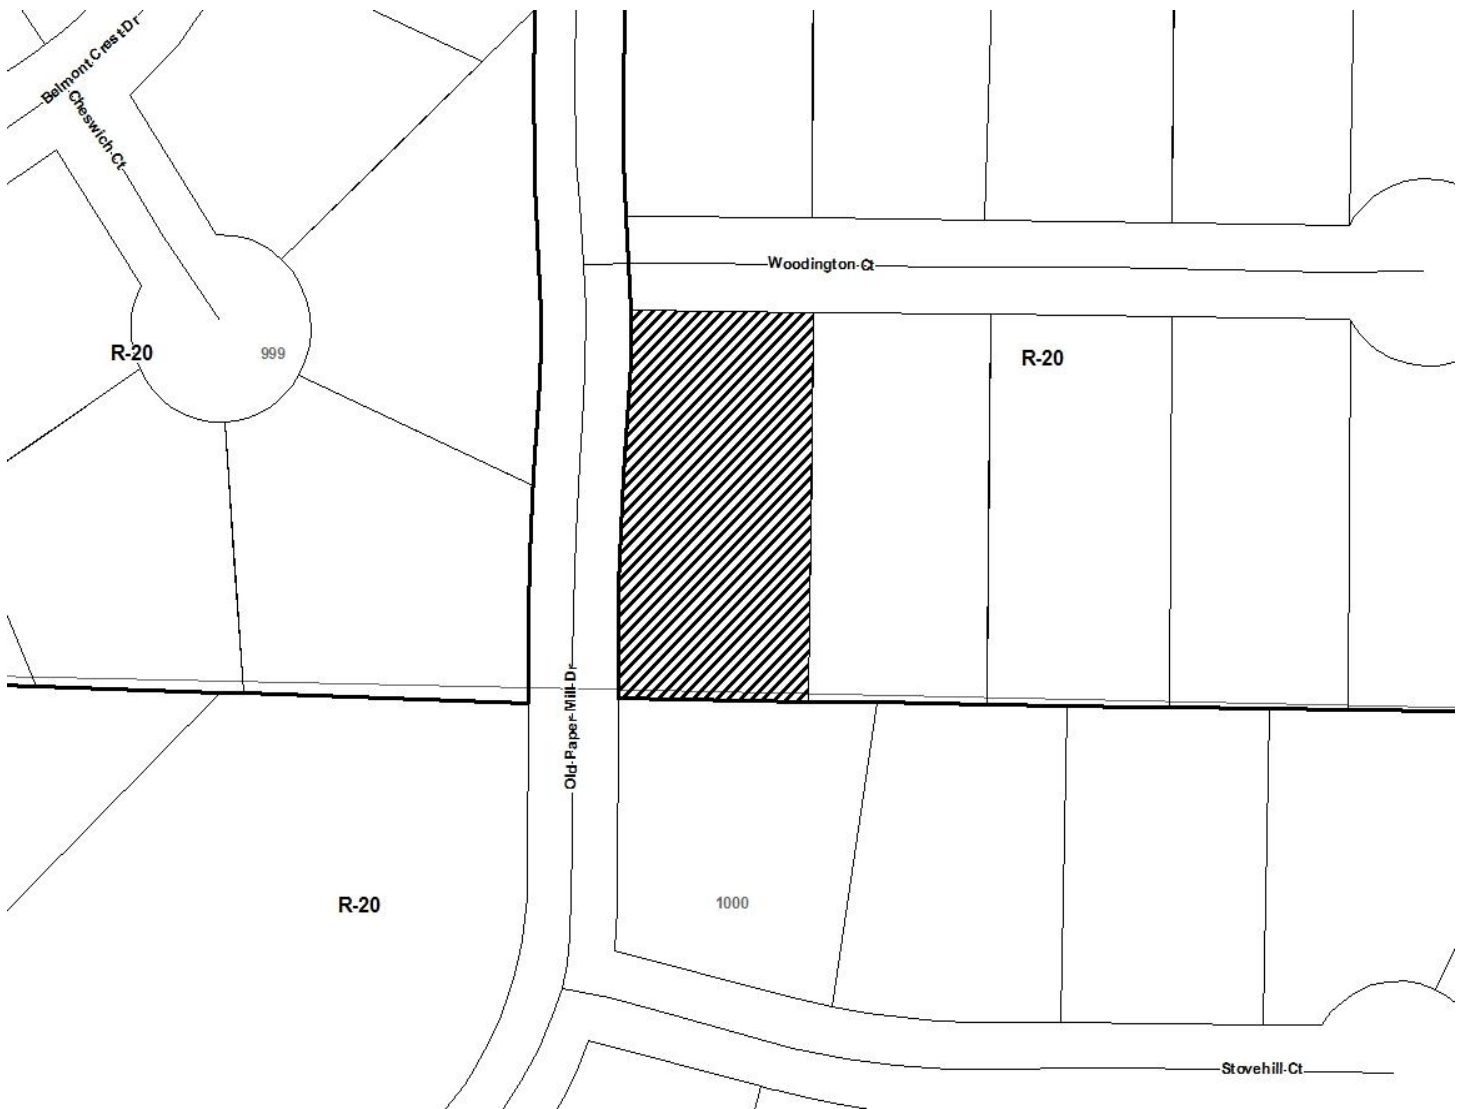 Belmont Crest Dr
Cheswich Ct
Woodington Ct
R-20
999
R-20
Old Paper Mill Dr
R-20
1000
Stovehill Ct